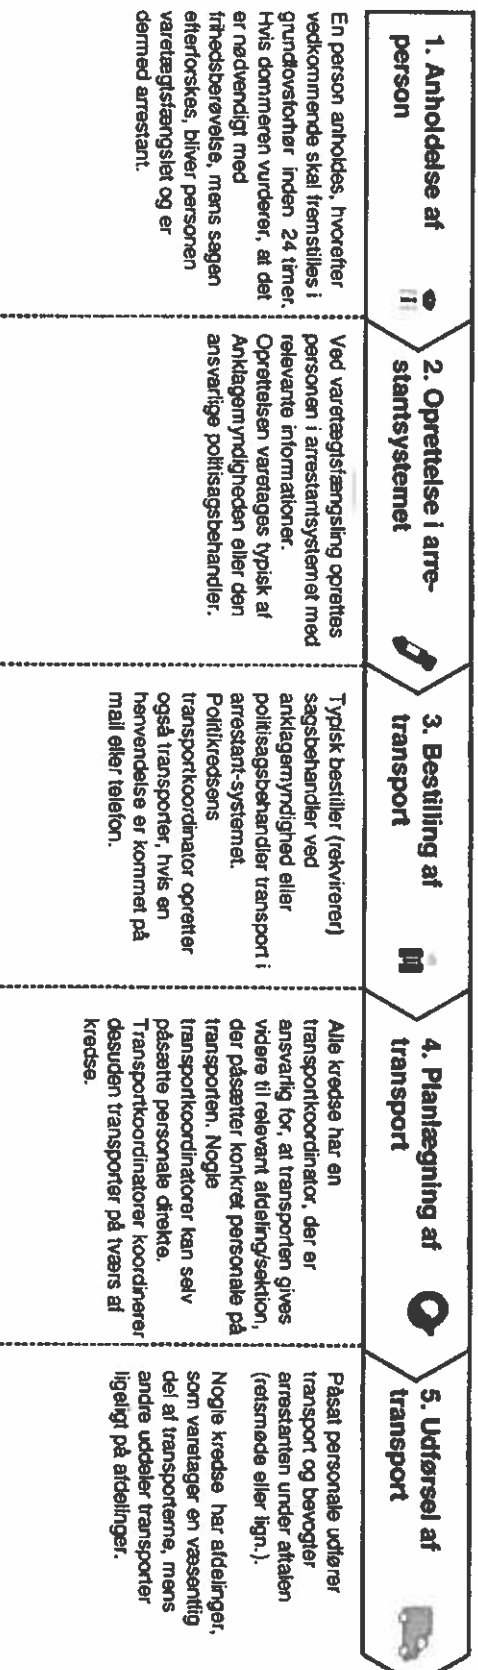 1. Anholdelse af
person
En person anholdes, hvorefter
vedkommende skal fremstilles i
grundlovsforhør inden 24 timer.
Hvis dommeren vurderer, at det
er nødvendigt med
frihedsberøvelse, mens sagen
efterforskes, bliver personen
varetægtsfængslet og er
dermed arrestant.
2. Oprettelse i arre-
stantsystemet
Ved varetægtsfængsling oprettes
personen i arrestantsystemet med
relevante informationer.
Oprettelsen varetages typisk af
Anklagemyndigheden eller den
ansvarlige politisagsbehandler.
3. Bestilling af
transport
Typisk bestiller (rekvirerer)
sagsbehandler ved
anklagemyndighed eller
politisagsbehandler transport i
arrestant-systemet.
Politikredsens
transportkoordinator opretter
også transporter, hvis en
henvendelse er kommet på
mail eller telefon.
4. Planlægning af
transport
Alle kredse har en
transportkoordinator, der er
ansvarlig for, at transporten gives
videre til relevant afdeling/sektion,
der påsætter konkret personale på
transporten. Nogle
transportkoordinatorer kan selv
påsætte personale direkte.
Transportkoordinatorer koordinerer
desuden transporter på tværs af
kredse.
5. Udførsel af
transport
Påsat personale udfører
transport og bevogter
arrestanten under aftalen
(retsmøde eller lign.).
Nogle kredse har afdelinger,
som varetager en væsentlig
del af transporterne, mens
andre uddeler transporter
ligeligt på afdelinger.